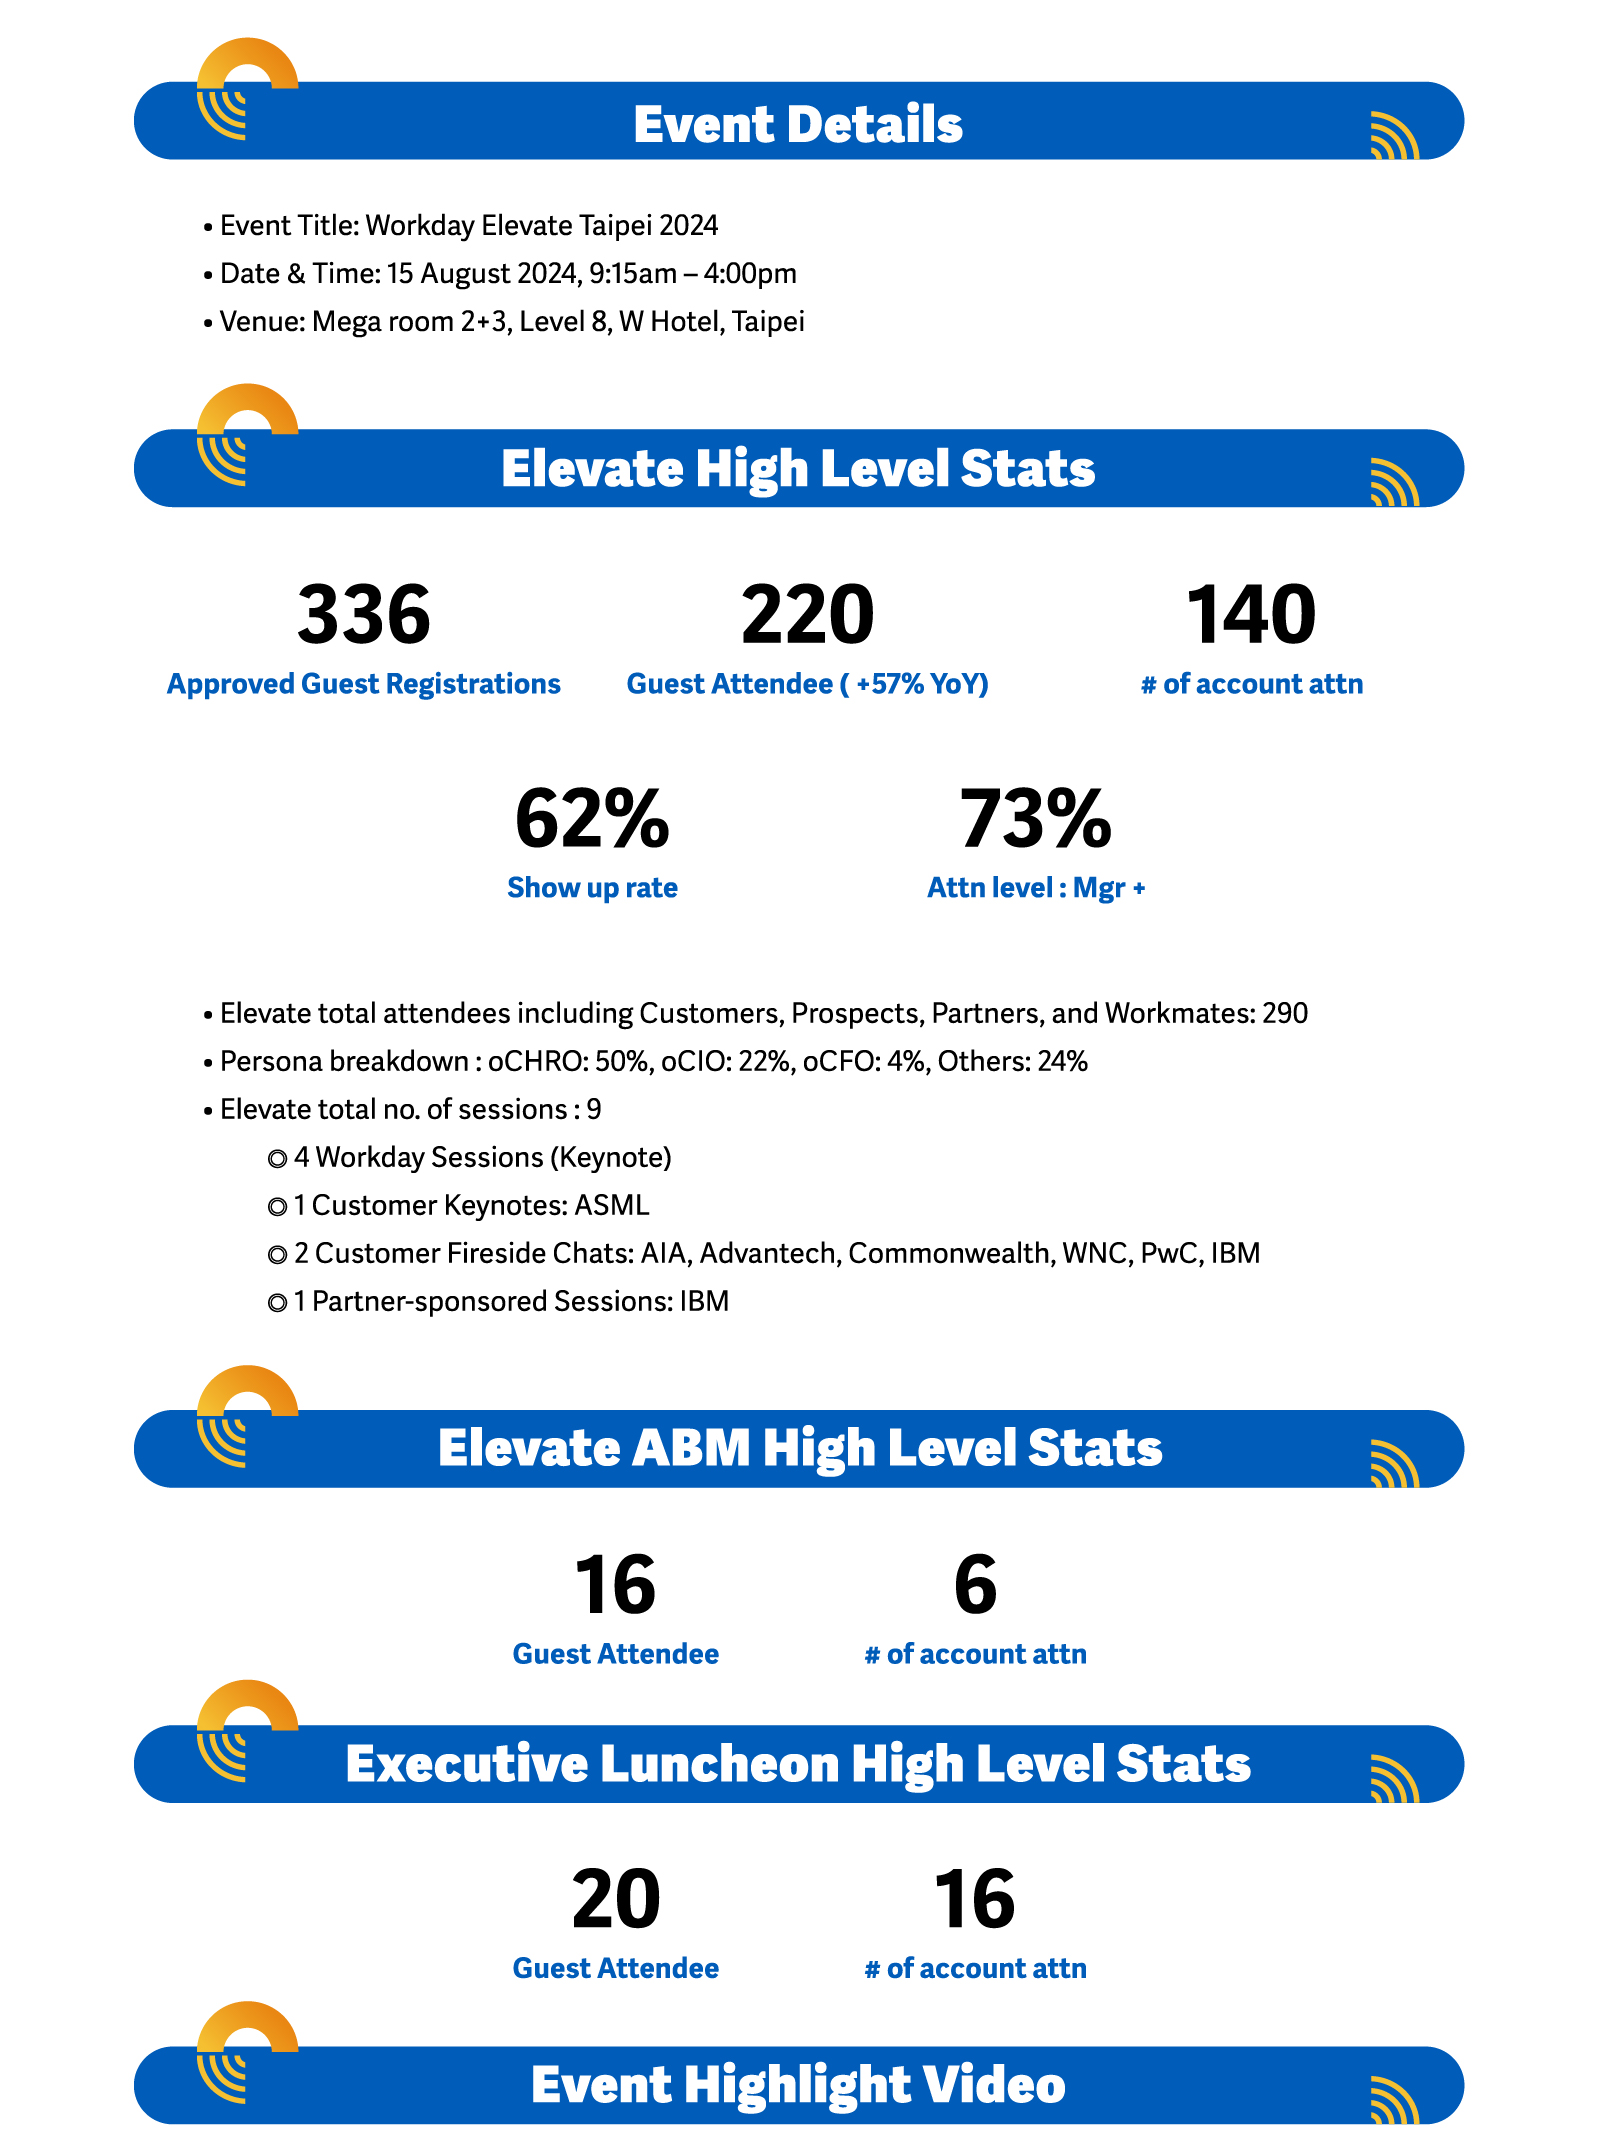 Event Details
• Event Title: Workday Elevate Taipei 2024
• Date & Time: 15 August 2024, 9:15am – 4:00pm
• Venue: Mega room 2+3, Level 8, W Hotel, Taipei
Elevate High Level Stats
336
Approved Guest Registrations
220
Guest Attendee ( +57% YoY)
140
# of account attn
62%
Show up rate
73%
Attn level : Mgr +
• Elevate total attendees including Customers, Prospects, Partners, and Workmates: 290
• Persona breakdown : oCHRO: 50%, oCIO: 22%, oCFO: 4%, Others: 24%
• Elevate total no. of sessions : 9
◎ 4 Workday Sessions (Keynote)
◎ 1 Customer Keynotes: ASML
◎ 2 Customer Fireside Chats: AIA, Advantech, Commonwealth, WNC, PwC, IBM
◎ 1 Partner-sponsored Sessions: IBM
Elevate ABM High Level Stats
16
Guest Attendee
6
# of account attn
Executive Luncheon High Level Stats
20
Guest Attendee
16
# of account attn
Event Highlight Video